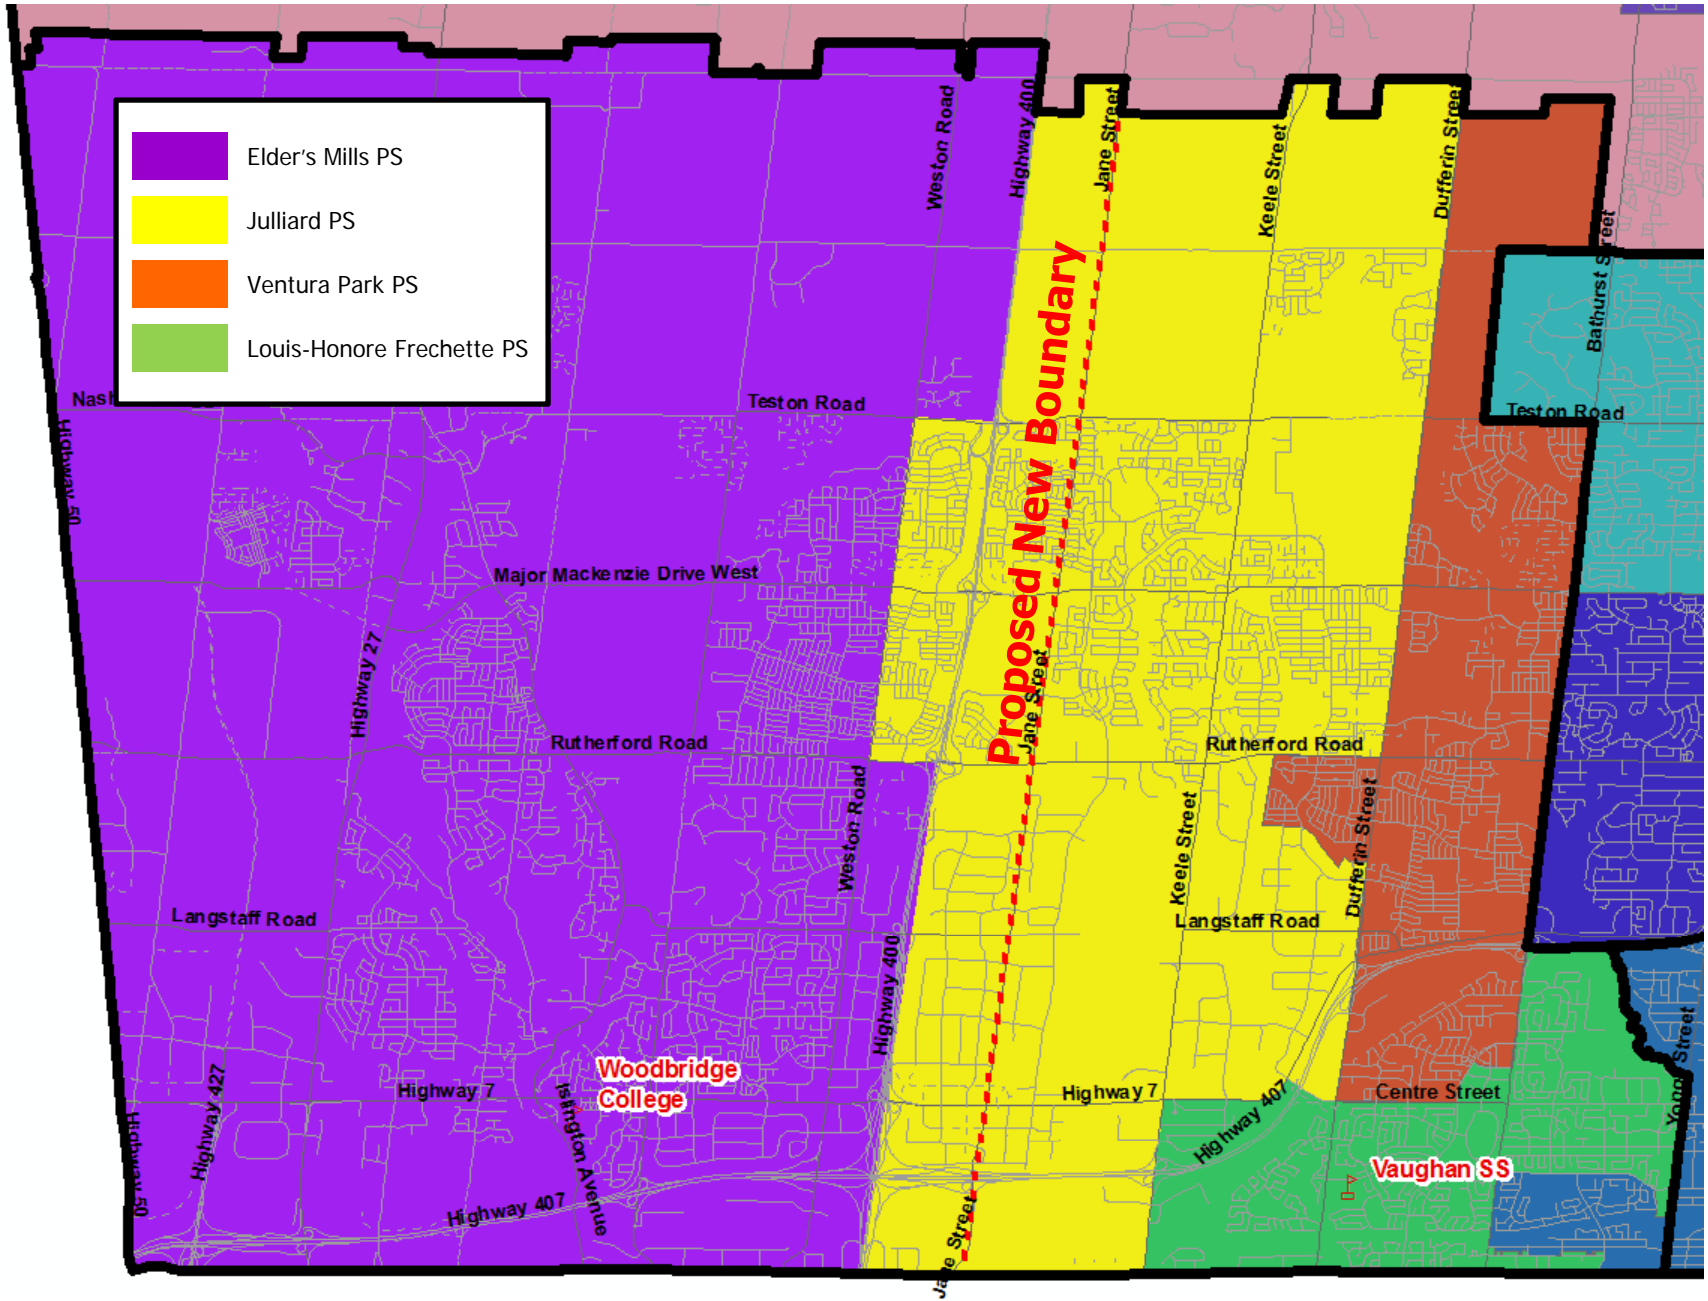 Elder's Mills PS
Julliard PS
Ventura Park PS
Louis-Honore Frechette PS
Weston Road
Highway 400
Jane Street
Keele Street
Dufferin Street
Bathurst Street
Proposed New Boundary
Nash
Teston Road
Teston Road
Highway 50
Major Mackenzie Drive West
Highway 27
Jane Street
Rutherford Road
Rutherford Road
Weston Road
Keele Street
Dufferin Street
Langstaff Road
Langstaff Road
Highway 400
Woodbridge
College
Highway 7
Highway 7
Centre Street
Highway 427
Islington Avenue
Highway 407
Yonge Street
Highway 50
Vaughan SS
Highway 407
Jane Street